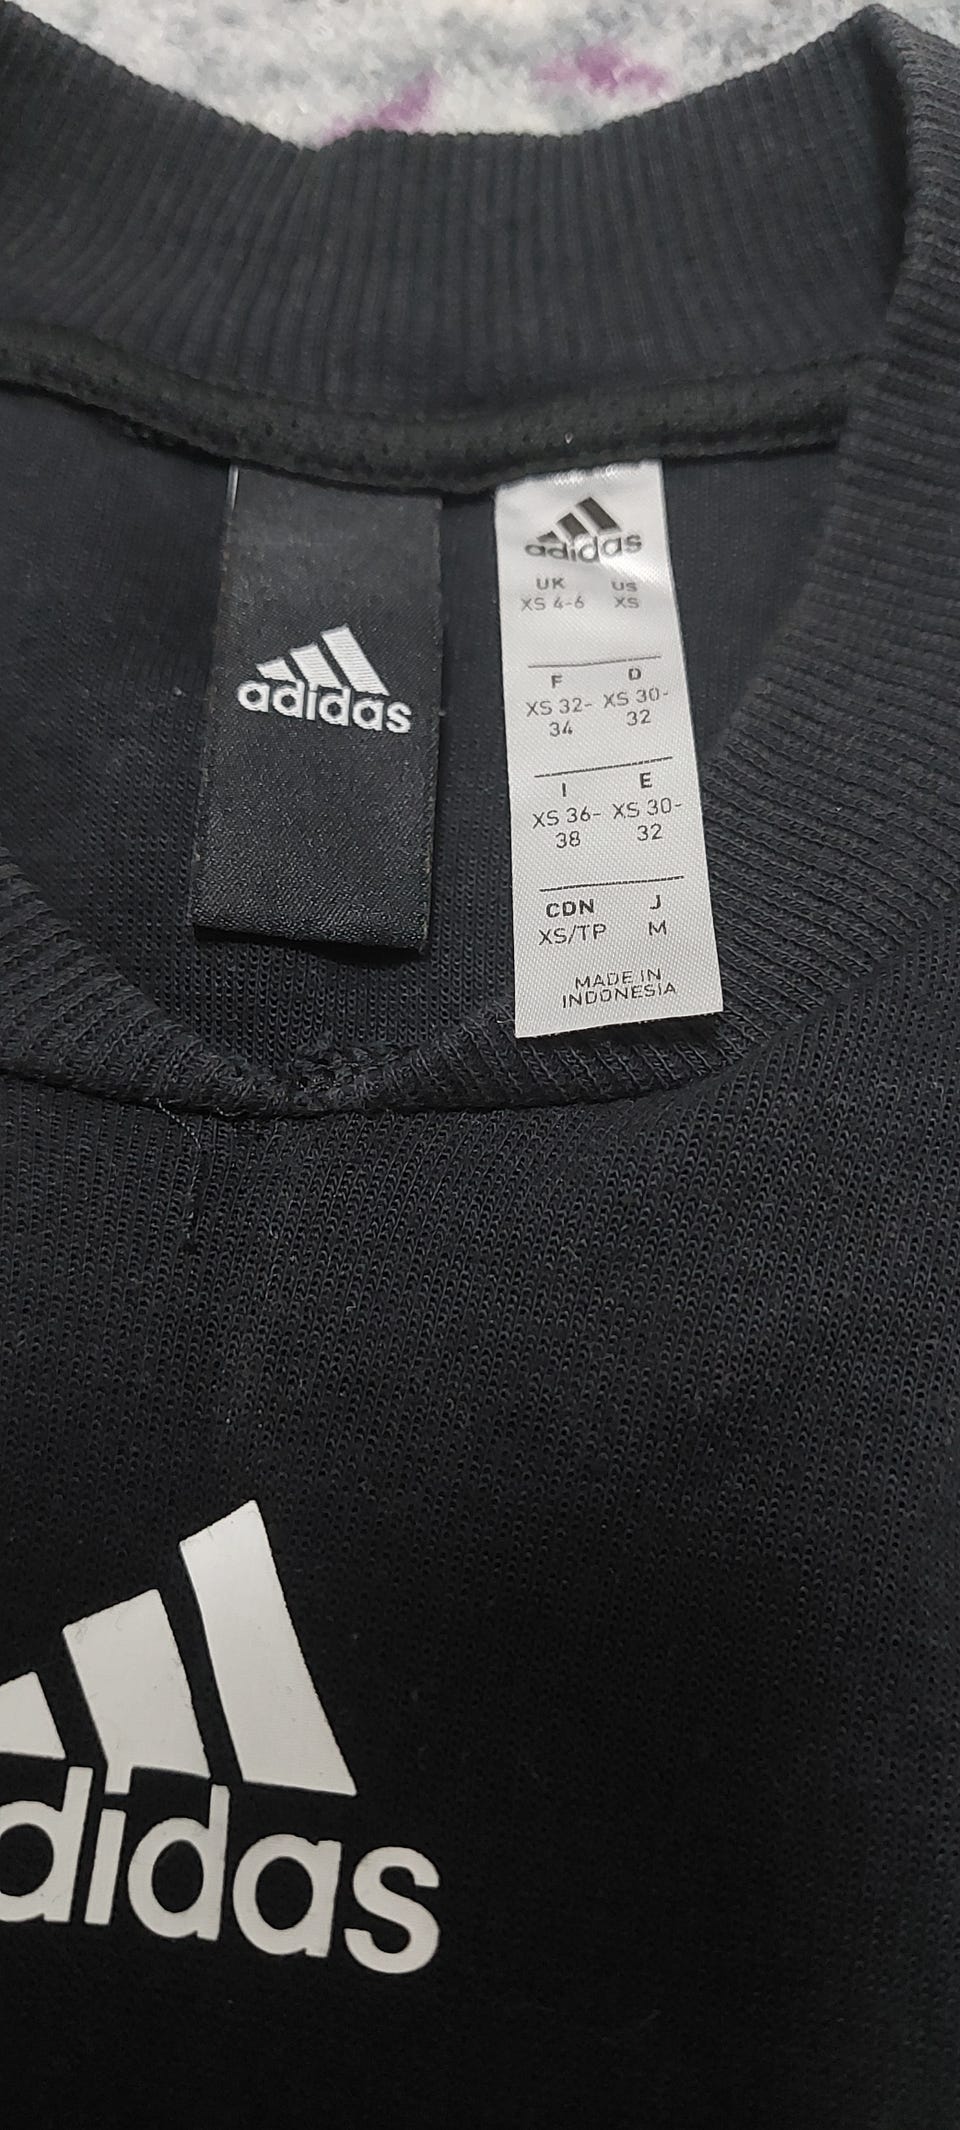 adidas
adidas
UK US
XS 4-6 XS
F D
XS 32-34 XS 30-32
I E
XS 36-38 XS 30-32
CDN J
XS/TP M
MADE IN
INDONESIA
adidas